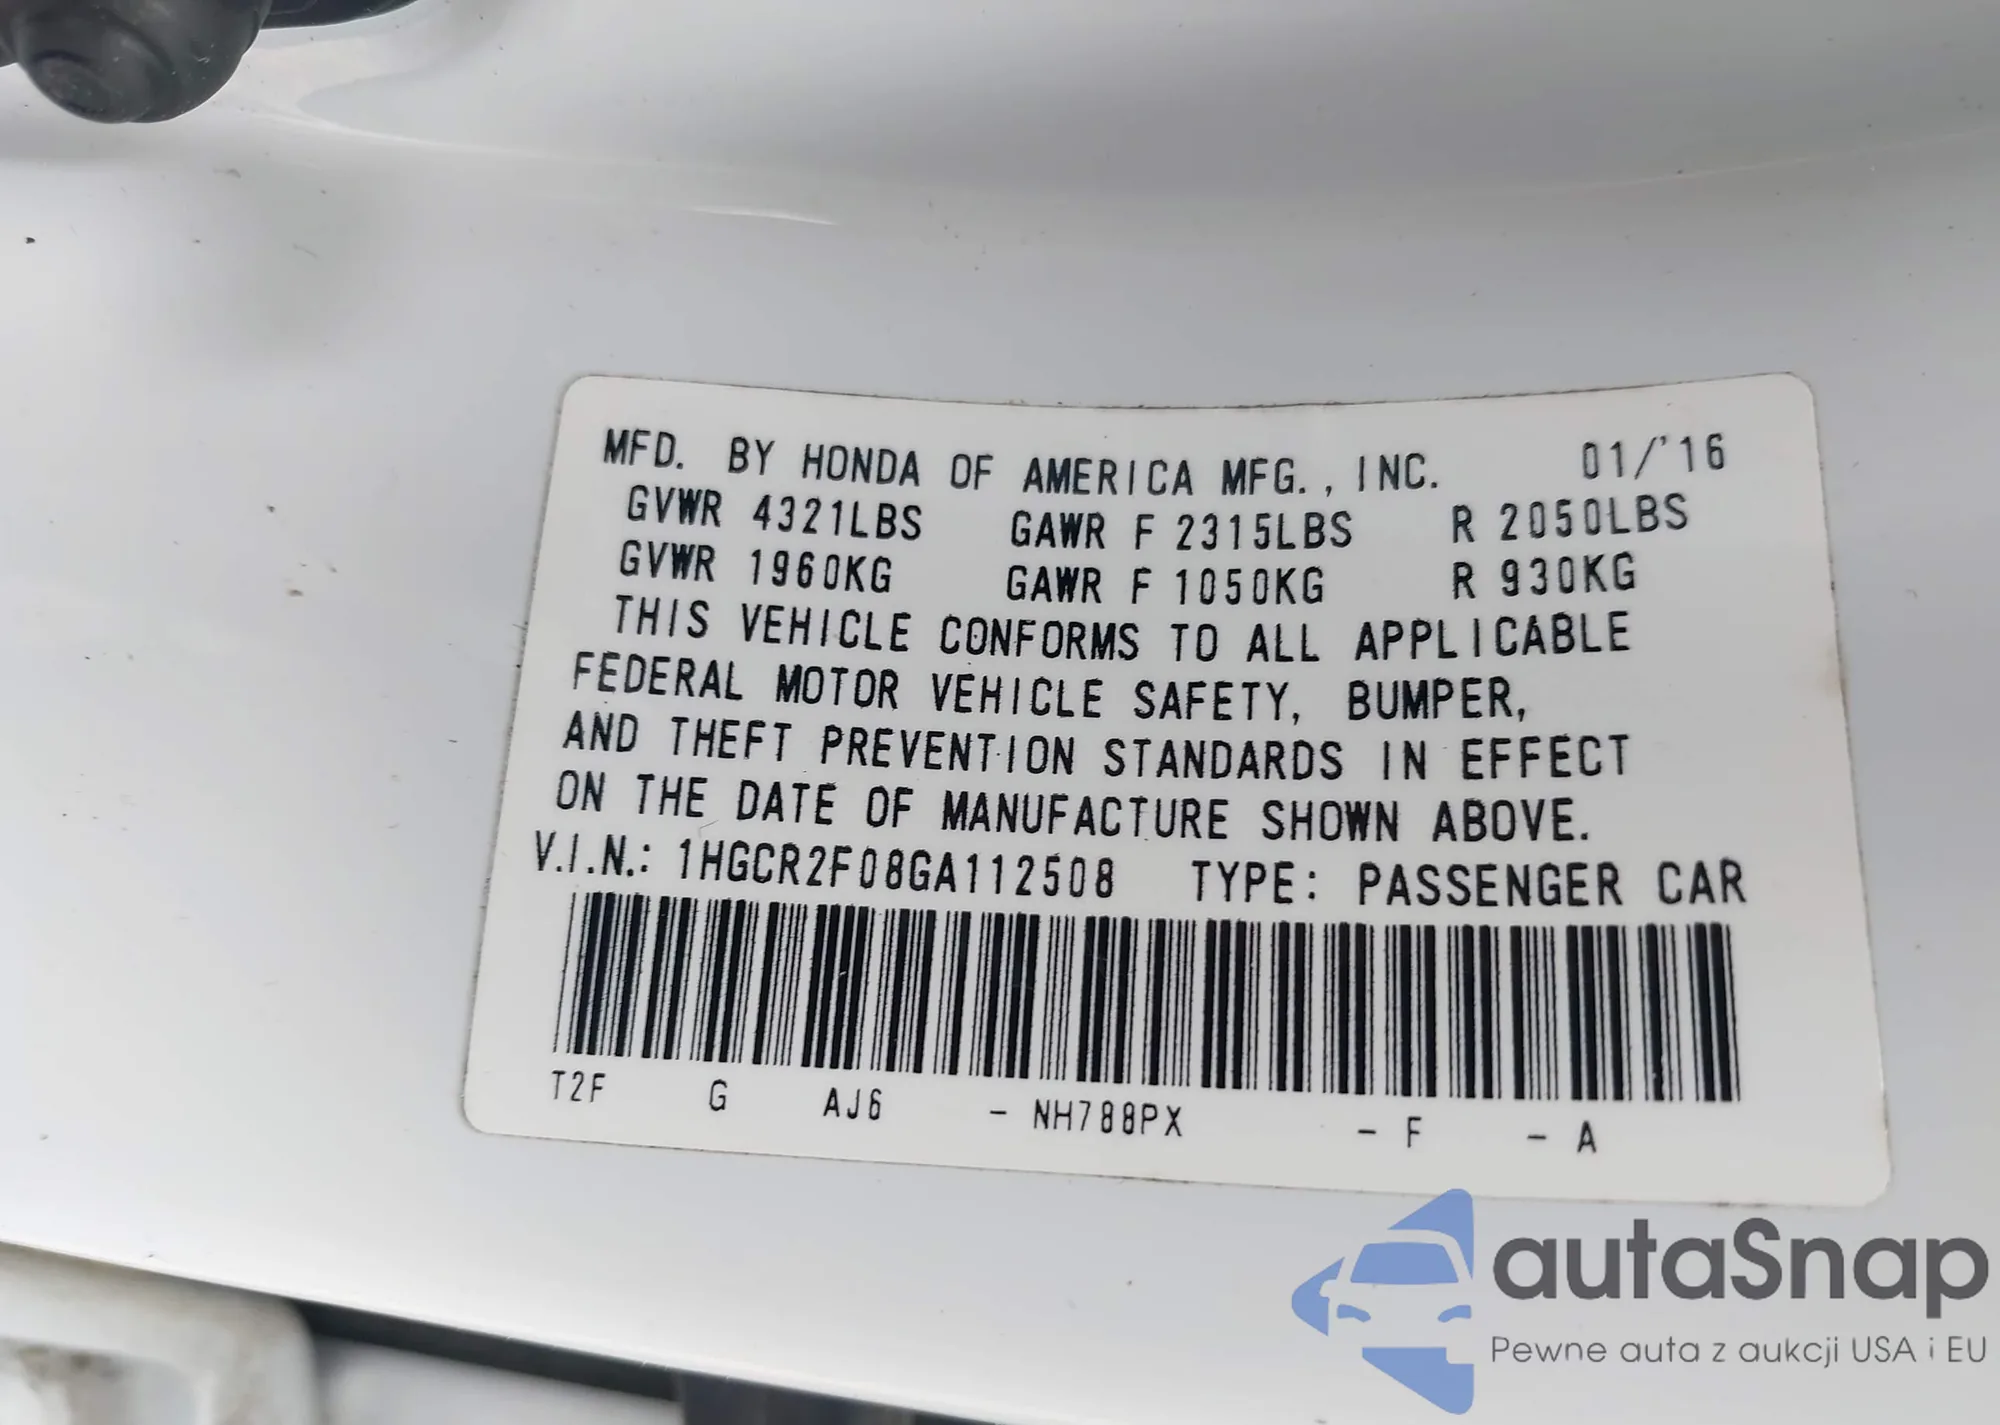 MFD. BY HONDA OF AMERICA MFG., INC. 01/'16
GVWR 4321LBS GAWR F 2315LBS R 2050LBS
GVWR 1960KG GAWR F 1050KG R 930KG
THIS VEHICLE CONFORMS TO ALL APPLICABLE
FEDERAL MOTOR VEHICLE SAFETY, BUMPER,
AND THEFT PREVENTION STANDARDS IN EFFECT
ON THE DATE OF MANUFACTURE SHOWN ABOVE.
V.I.N.: 1HGCR2F08GA112508 TYPE: PASSENGER CAR
T2F G AJ6 - NH788PX - F - A
autaSnap
Pewne auta z aukcji USA i EU